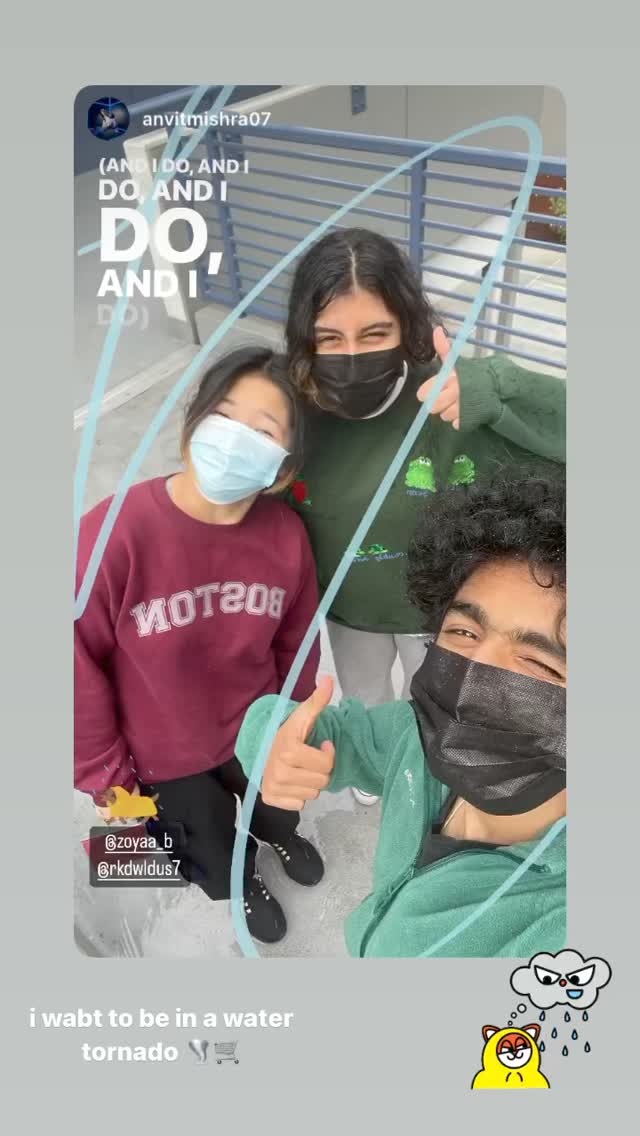 anvitmishra07
(AND I DO, AND I
DO, AND I
DO,
AND I
DO)
BOSTON
@zoyaa_b
@rkdwldus7
i wabt to be in a water
tornado 🌪️🛒